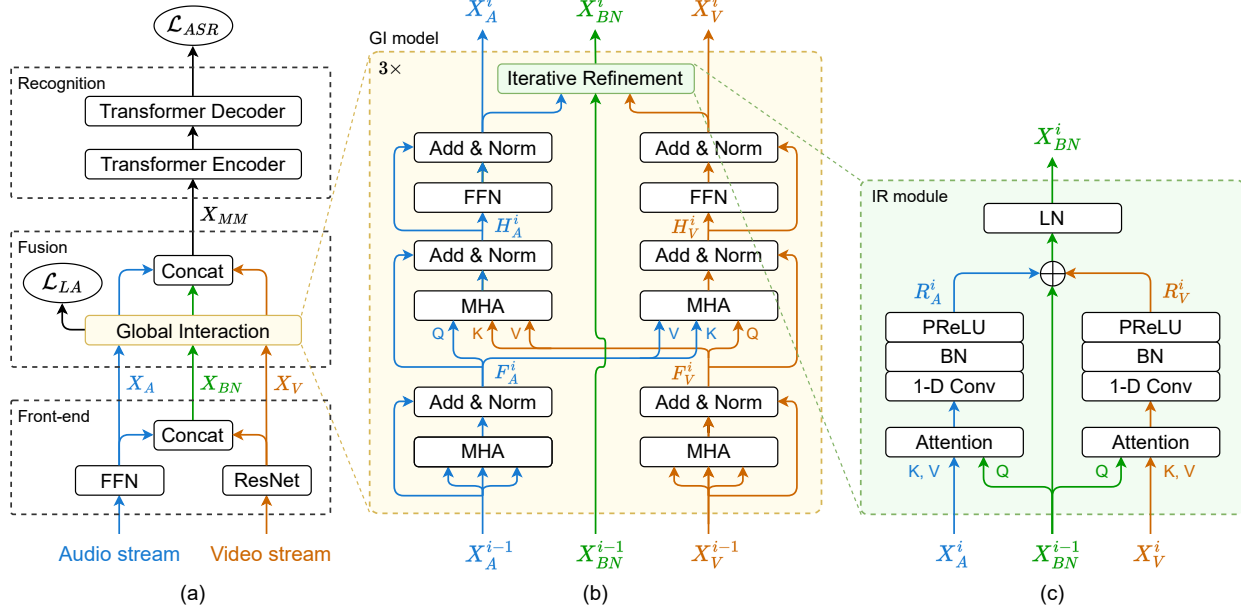 ℒ_ASR
Recognition
Transformer Decoder
Transformer Encoder
X_MM
Fusion
Concat
ℒ_LA
Global Interaction
X_A
X_BN
X_V
Front-end
Concat
FFN
ResNet
Audio stream
Video stream
(a)
X_A^i
X_BN^i
X_V^i
GI model
3×
Iterative Refinement
Add & Norm
Add & Norm
FFN
FFN
H_A^i
H_V^i
Add & Norm
Add & Norm
MHA
MHA
Q
K
V
V
K
Q
F_A^i
F_V^i
Add & Norm
Add & Norm
MHA
MHA
X_A^{i-1}
X_BN^{i-1}
X_V^{i-1}
(b)
X_BN^i
IR module
LN
R_A^i
R_V^i
PReLU
PReLU
BN
BN
1-D Conv
1-D Conv
Attention
Attention
K, V
Q
Q
K, V
X_A^i
X_BN^{i-1}
X_V^i
(c)